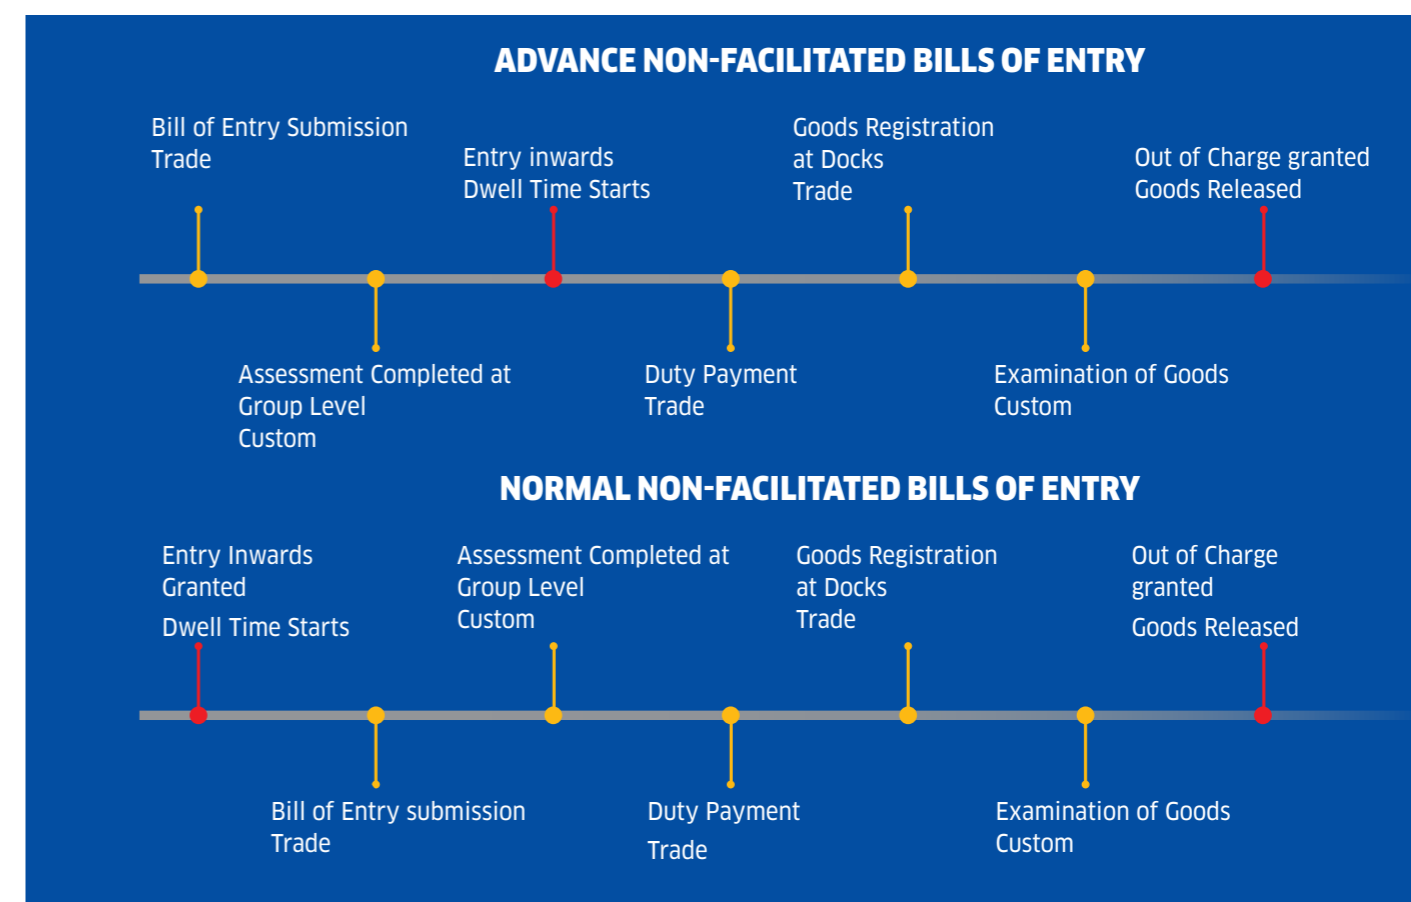 ADVANCE NON-FACILITATED BILLS OF ENTRY
Bill of Entry Submission
Trade
Entry inwards
Dwell Time Starts
Goods Registration
at Docks
Trade
Out of Charge granted
Goods Released
Assessment Completed at
Group Level
Custom
Duty Payment
Trade
Examination of Goods
Custom
NORMAL NON-FACILITATED BILLS OF ENTRY
Entry Inwards
Granted
Dwell Time Starts
Assessment Completed at
Group Level
Custom
Goods Registration
at Docks
Trade
Out of Charge
granted
Goods Released
Bill of Entry submission
Trade
Duty Payment
Trade
Examination of Goods
Custom